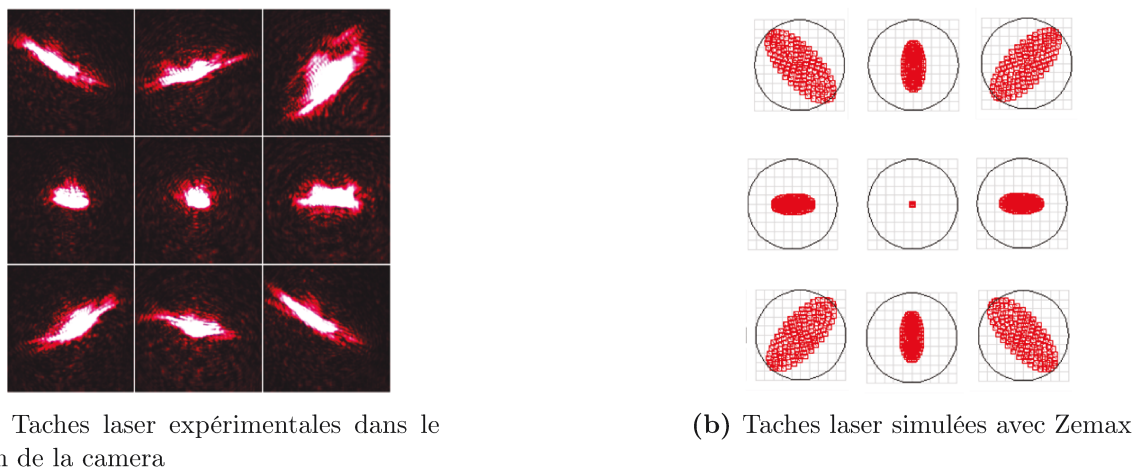 Taches laser expérimentales dans le
de la camera
(b) Taches laser simulées avec Zemax